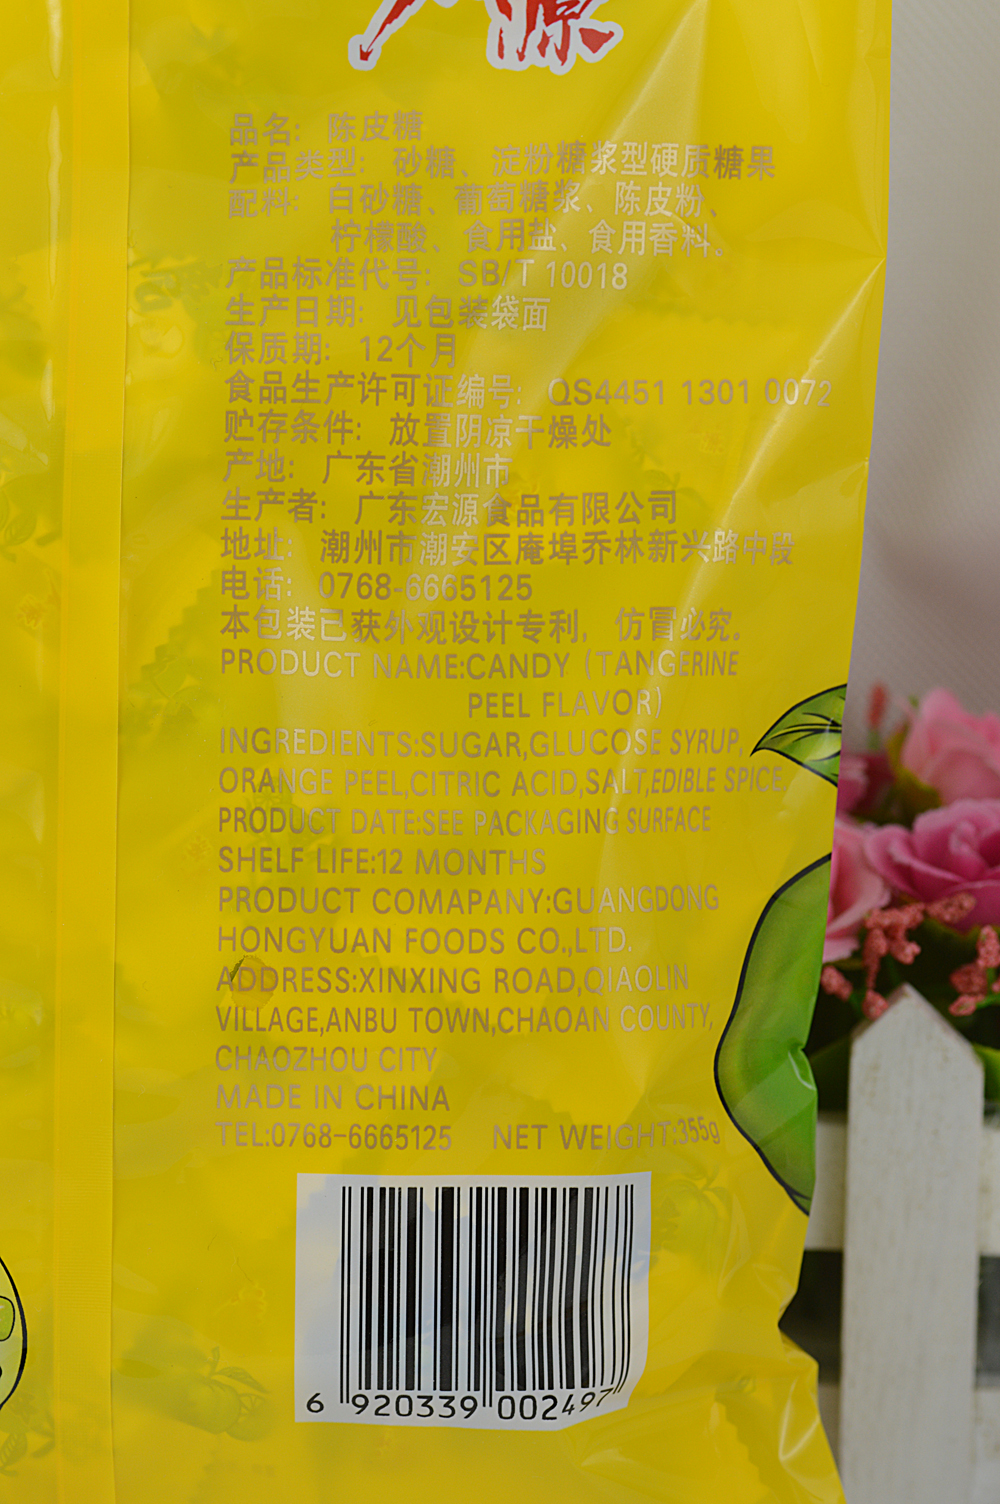 源
品名: 陈皮糖
产品类型: 砂糖、淀粉糖浆型硬质糖果
配料: 白砂糖、葡萄糖浆、陈皮粉、
柠檬酸、食用盐、食用香料。
产品标准代号: SB/T 10018
生产日期: 见包装袋面
保质期: 12个月
食品生产许可证编号: QS4451 1301 0072
贮存条件: 放置阴凉干燥处
产地: 广东省潮州市
生产者: 广东宏源食品有限公司
地址: 潮州市潮安区庵埠乔林新兴路中段
电话: 0768-6665125
本包装已获外观设计专利, 仿冒必究。
PRODUCT NAME:CANDY (TANGERINE
PEEL FLAVOR)
INGREDIENTS:SUGAR,GLUCOSE SYRUP,
ORANGE PEEL,CITRIC ACID,SALT,EDIBLE SPICE.
PRODUCT DATE:SEE PACKAGING SURFACE
SHELF LIFE:12 MONTHS
PRODUCT COMAPANY:GUANGDONG
HONGYUAN FOODS CO.,LTD.
ADDRESS:XINXING ROAD,QIAOLIN
VILLAGE,ANBU TOWN,CHAOAN COUNTY,
CHAOZHOU CITY
MADE IN CHINA
TEL:0768-6665125 NET WEIGHT:355g
6 920339 002497